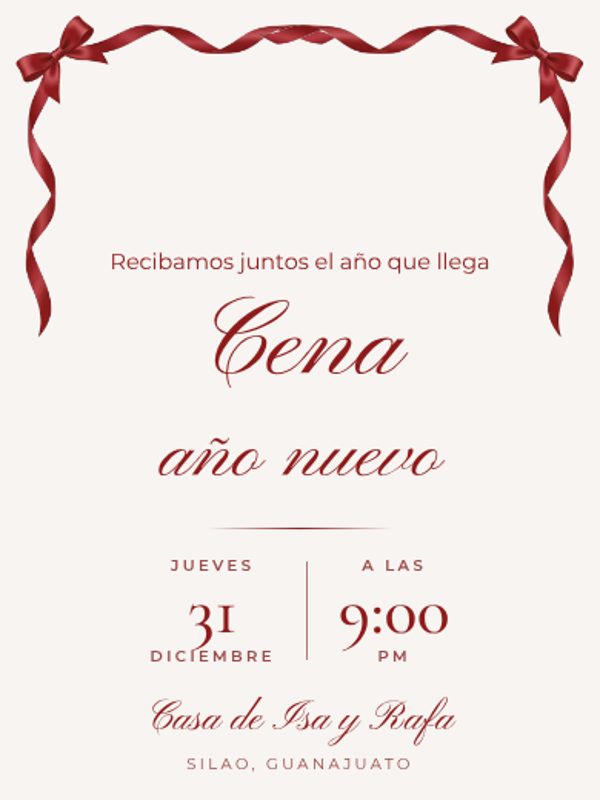 Recibamos juntos el año que llega
Cena
año nuevo
JUEVES
31
DICIEMBRE
A LAS
9:00
PM
Casa de Isa y Rafa
SILAO, GUANAJUATO